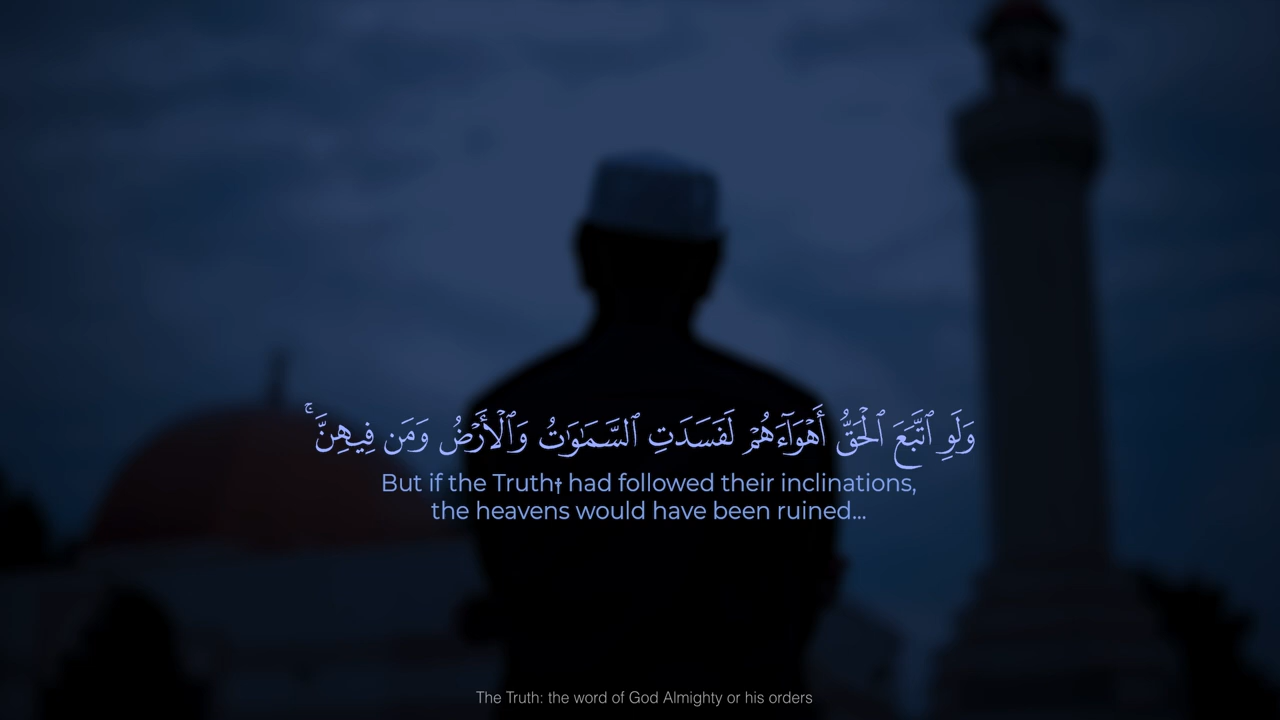 وَلَوِ ٱتَّبَعَ ٱلْحَقُّ أَهْوَآءَهُمْ لَفَسَدَتِ ٱلسَّمَٰوَٰتُ وَٱلْأَرْضُ وَمَن فِيهِنَّ ۚ
But if the Truth† had followed their inclinations,
the heavens would have been ruined...
The Truth: the word of God Almighty or his orders